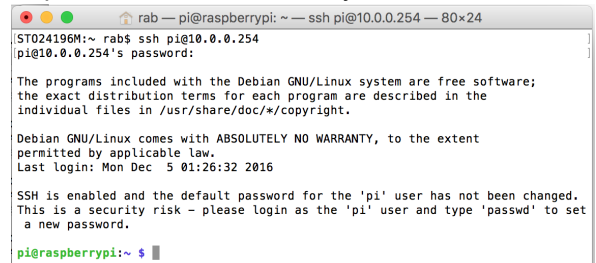 rab — pi@raspberrypi: ~ — ssh pi@10.0.0.254 — 80×24
[STO24196M:~ rab$ ssh pi@10.0.0.254 ]
[pi@10.0.0.254's password: ]
The programs included with the Debian GNU/Linux system are free software;
the exact distribution terms for each program are described in the
individual files in /usr/share/doc/*/copyright.
Debian GNU/Linux comes with ABSOLUTELY NO WARRANTY, to the extent
permitted by applicable law.
Last login: Mon Dec  5 01:26:32 2016
SSH is enabled and the default password for the 'pi' user has not been changed.
This is a security risk - please login as the 'pi' user and type 'passwd' to set
 a new password.
pi@raspberrypi:~ $